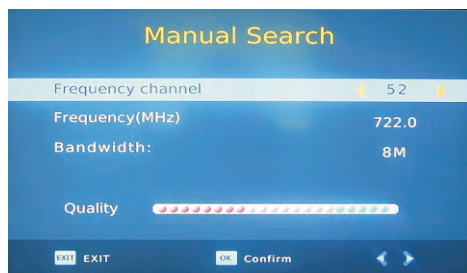 Manual Search
Frequency channel 52
Frequency(MHz) 722.0
Bandwidth: 8M
Quality
EXIT EXIT OK Confirm